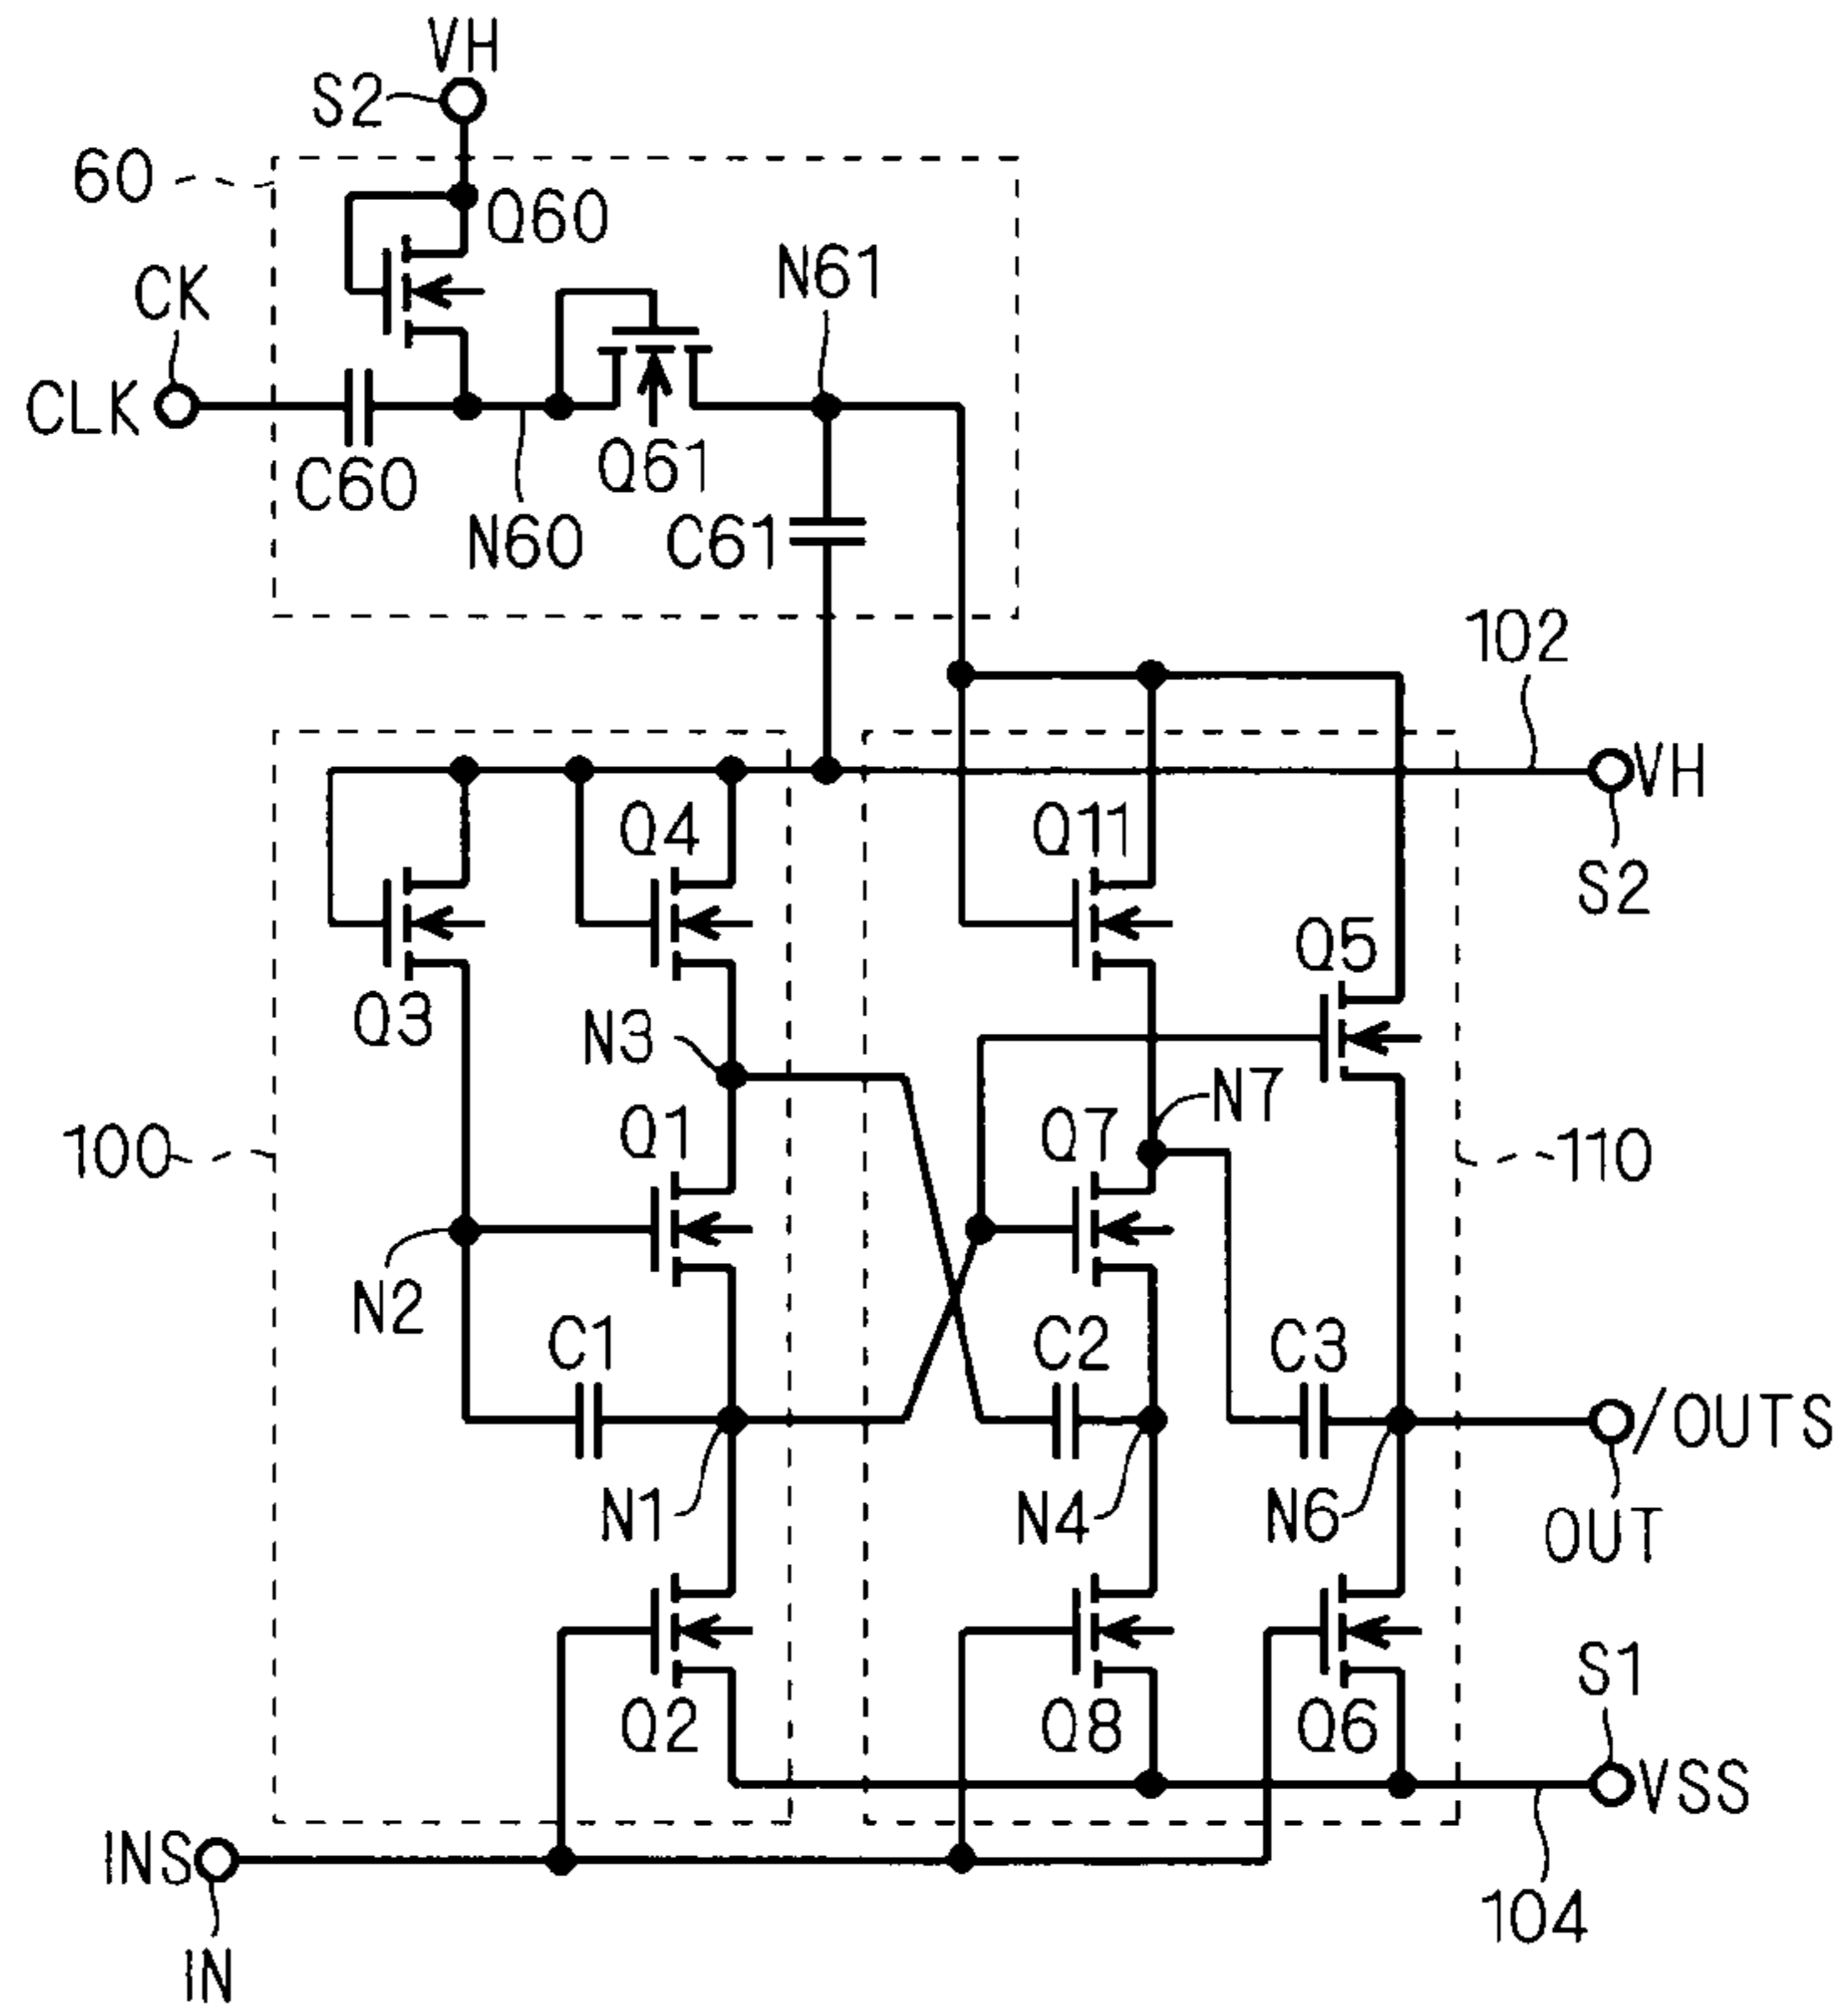 VH
S2
60
Q60
CK
N61
CLK
C60
Q61
N60
C61
102
VH
S2
Q4
Q11
Q3
Q5
N3
N7
Q1
Q7
100
110
N2
C1
C2
C3
/OUTS
N1
N4
N6
OUT
S1
Q2
Q8
Q6
VSS
INS
104
IN